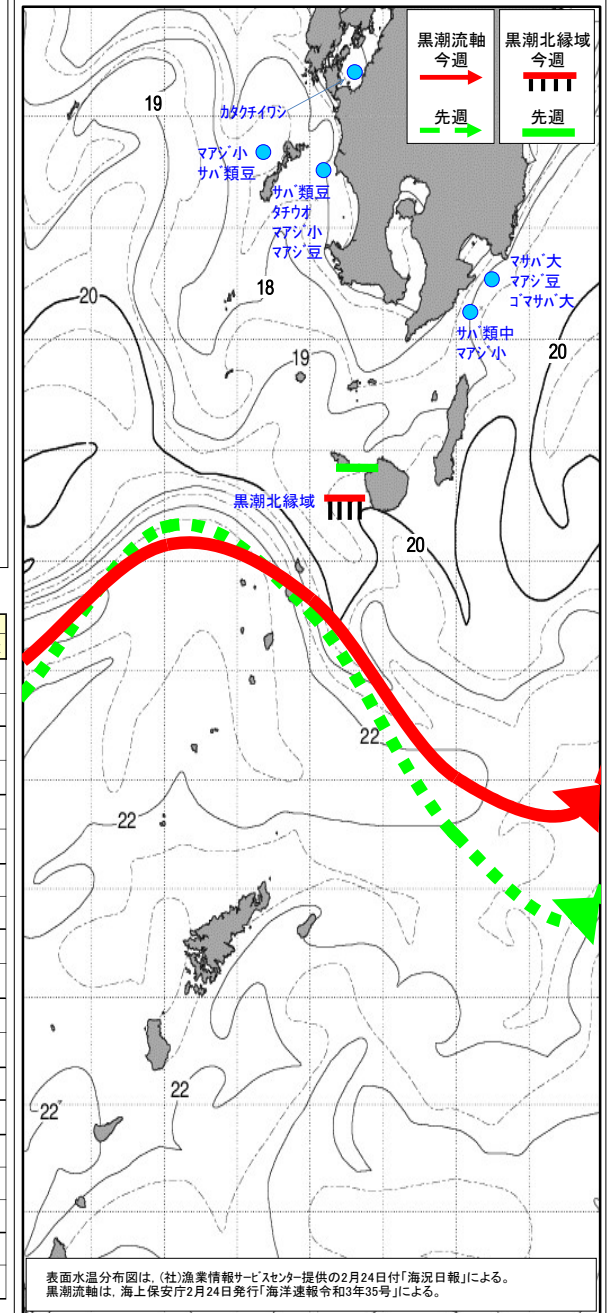 黒潮流軸
今週
先週
黒潮北縁域
今週
先週
19
18
カタクチイワシ
マアジ小
サバ類豆
サバ類豆
タチウオ
マアジ小
マアジ豆
マサバ大
マアジ豆
ゴマサバ大
サバ類中
マアジ小
18
20
19
20
黒潮北縁域
20
22
22
22
22
表面水温分布図は、(社)漁業情報サービスセンター提供の2月24日付「海況日報」による。
黒潮流軸は、海上保安庁2月24日発行「海洋速報令和3年35号」による。